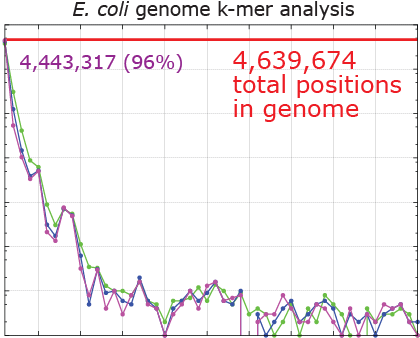 E. coli genome k-mer analysis
4,443,317 (96%)
4,639,674
total positions
in genome